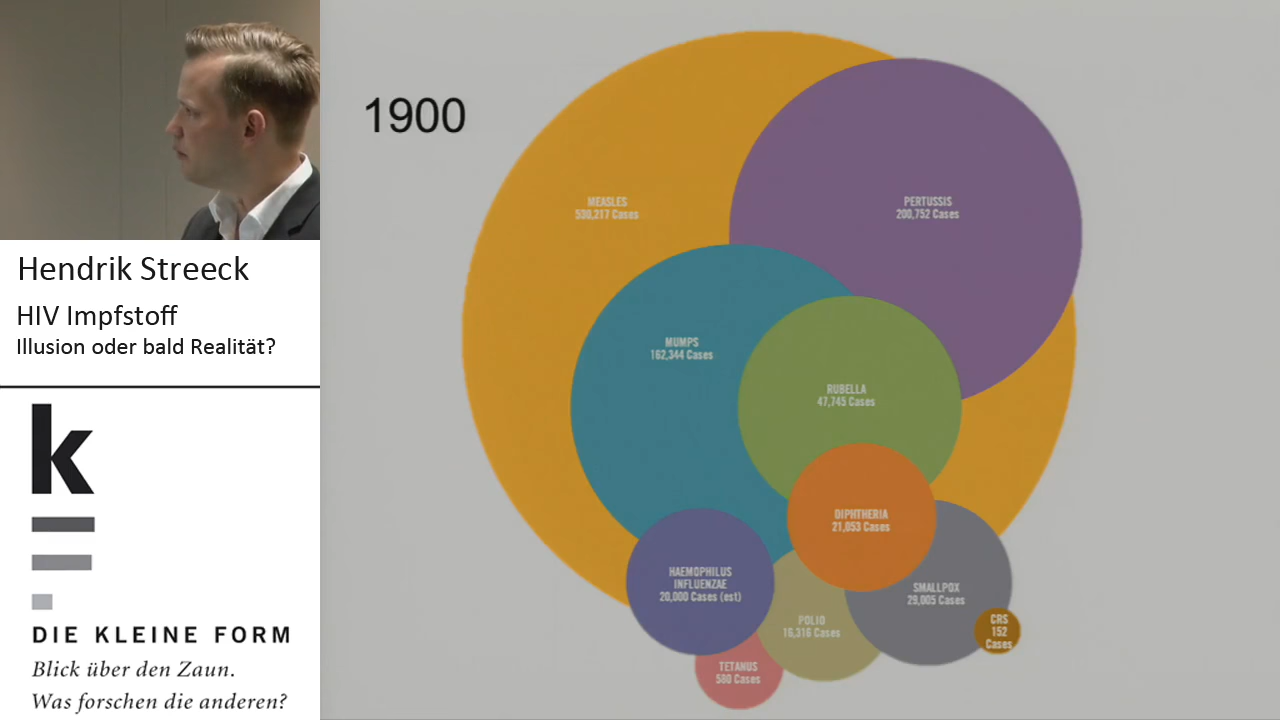 Hendrik Streeck
HIV Impfstoff
Illusion oder bald Realität?
k
DIE KLEINE FORM
Blick über den Zaun.
Was forschen die anderen?
1900
MEASLES
530,217 Cases
PERTUSSIS
200,752 Cases
MUMPS
162,344 Cases
RUBELLA
47,745 Cases
DIPHTHERIA
21,053 Cases
HAEMOPHILUS
INFLUENZAE
20,000 Cases (est)
SMALLPOX
29,005 Cases
POLIO
16,316 Cases
CRS
152
Cases
TETANUS
580 Cases